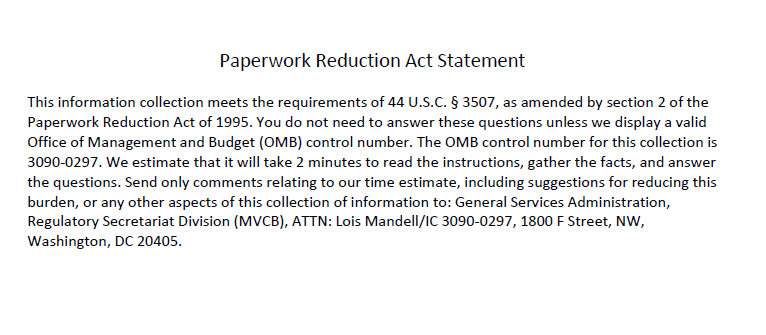 Paperwork Reduction Act Statement
This information collection meets the requirements of 44 U.S.C. § 3507, as amended by section 2 of the
Paperwork Reduction Act of 1995. You do not need to answer these questions unless we display a valid
Office of Management and Budget (OMB) control number. The OMB control number for this collection is
3090-0297. We estimate that it will take 2 minutes to read the instructions, gather the facts, and answer
the questions. Send only comments relating to our time estimate, including suggestions for reducing this
burden, or any other aspects of this collection of information to: General Services Administration,
Regulatory Secretariat Division (MVCB), ATTN: Lois Mandell/IC 3090-0297, 1800 F Street, NW,
Washington, DC 20405.